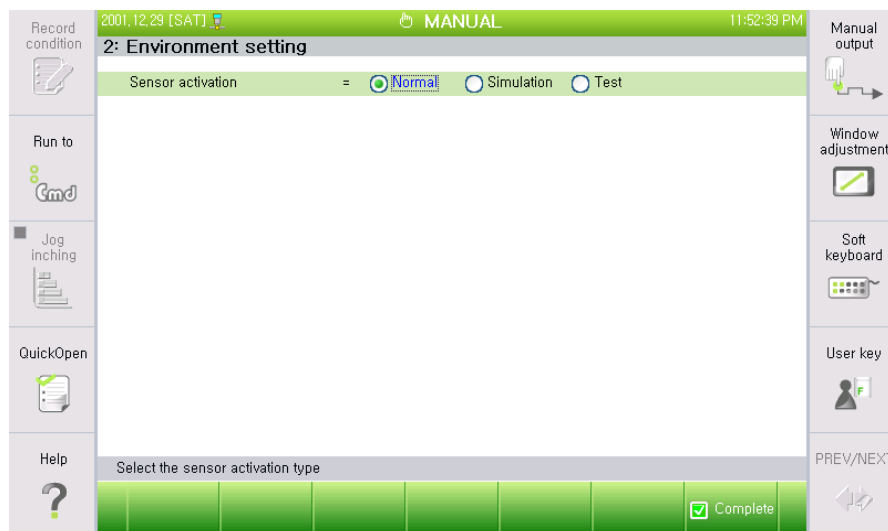 2001,12,29 [SAT] MANUAL 11:52:39 PM
2: Environment setting
Sensor activation = Normal Simulation Test
Select the sensor activation type
Complete
Record
condition
Run to
Cmd
Jog
inching
QuickOpen
Help
?
Manual
output
Window
adjustment
Soft
keyboard
User key
F
PREV/NEXT